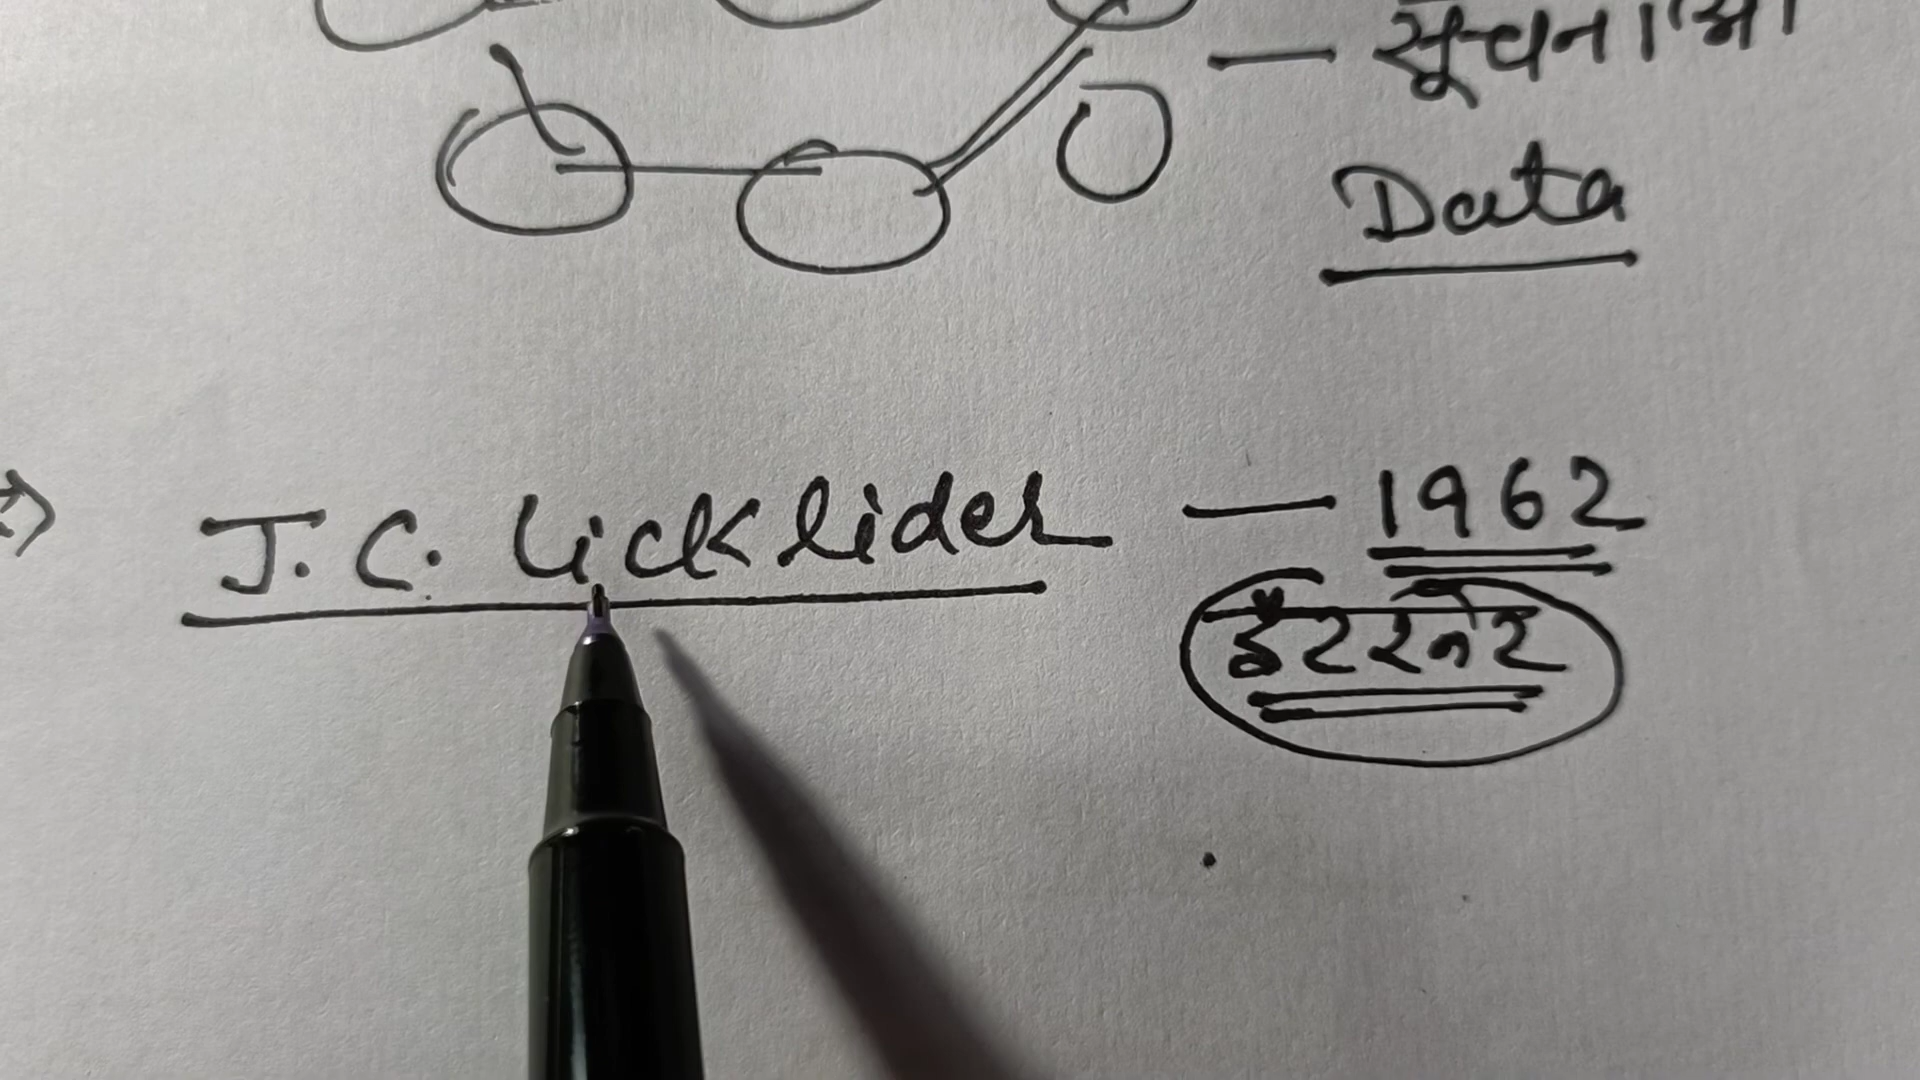 — सूचनाओ
Data
J. C. Licklider — 1962
इंटरनेट